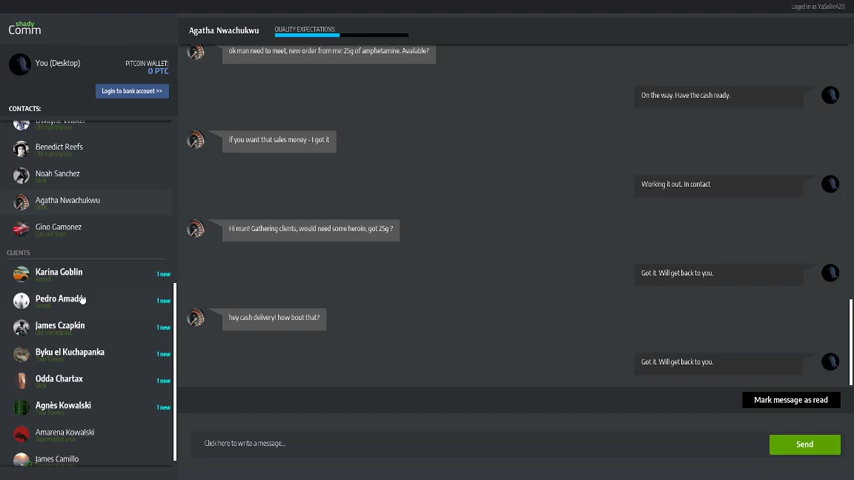 Logged in as YaSellin420
shady
Comm
You (Desktop)
PITCOIN WALLET:
0 PTC
Login to bank account >>
CONTACTS:
Dwayne Walker
Benedict Reefs
Noah Sanchez
Agatha Nwachukwu
Gino Gamonez
CLIENTS
Karina Goblin
1 new
Pedro Amado
1 new
James Czapkin
1 new
Byku el Kuchapanka
1 new
Odda Chartax
1 new
Agnès Kowalski
1 new
Amarena Kowalski
James Camillo
Agatha Nwachukwu
QUALITY EXPECTATIONS:
ok man need to meet, new order from me: 25g of amphetamine. Available?
On the way. Have the cash ready.
if you want that sales money - I got it
Working it out. In contact
Hi man! Gathering clients, would need some heroin, got 25g ?
Got it. Will get back to you.
hey cash delivery! how bout that?
Got it. Will get back to you.
Mark message as read
Click here to write a message...
Send